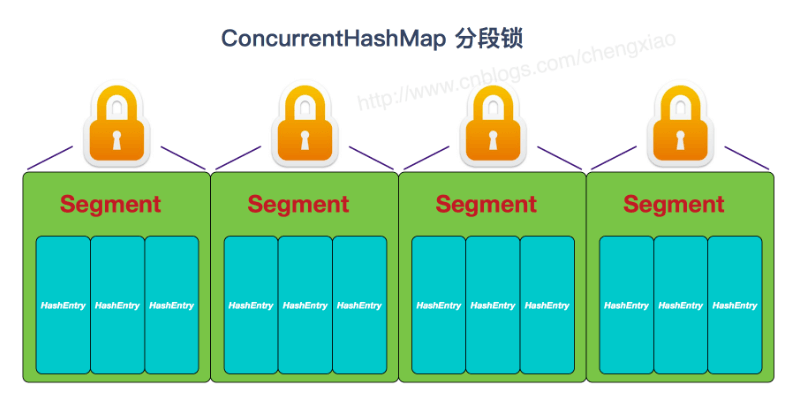 ConcurrentHashMap 分段锁
http://www.cnblogs.com/chengxiao
Segment Segment Segment Segment
HashEntry HashEntry HashEntry HashEntry HashEntry HashEntry HashEntry HashEntry HashEntry HashEntry HashEntry HashEntry